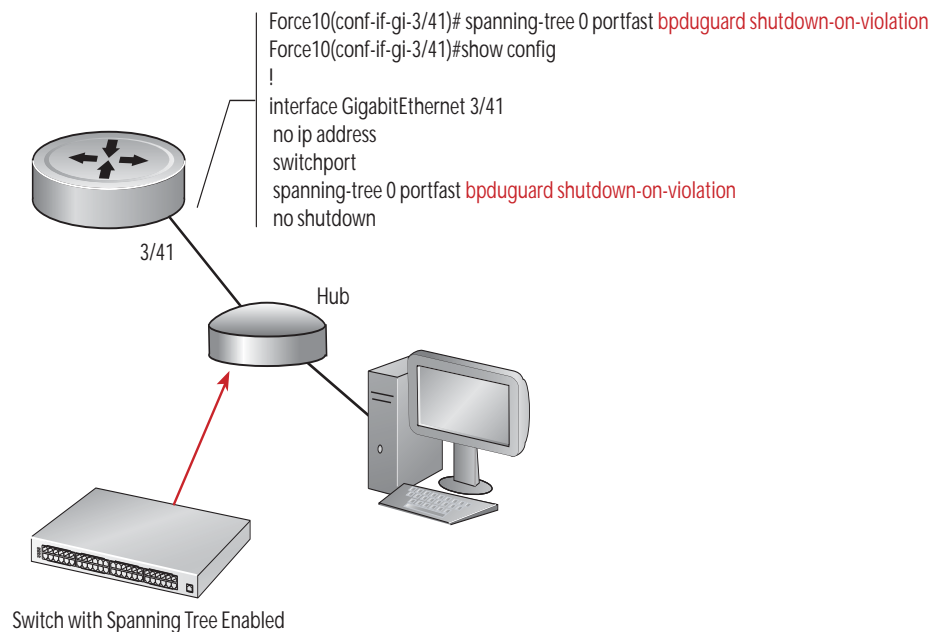 Force10(conf-if-gi-3/41)# spanning-tree 0 portfast bpduguard shutdown-on-violation
Force10(conf-if-gi-3/41)#show config
!
interface GigabitEthernet 3/41
no ip address
switchport
spanning-tree 0 portfast bpduguard shutdown-on-violation
no shutdown
3/41
Hub
Switch with Spanning Tree Enabled